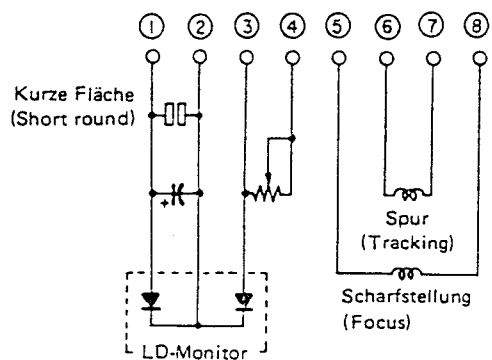 1 2 3 4 5 6 7 8
Kurze Fläche
(Short round)
+
Spur
(Tracking)
Scharfstellung
(Focus)
LD-Monitor